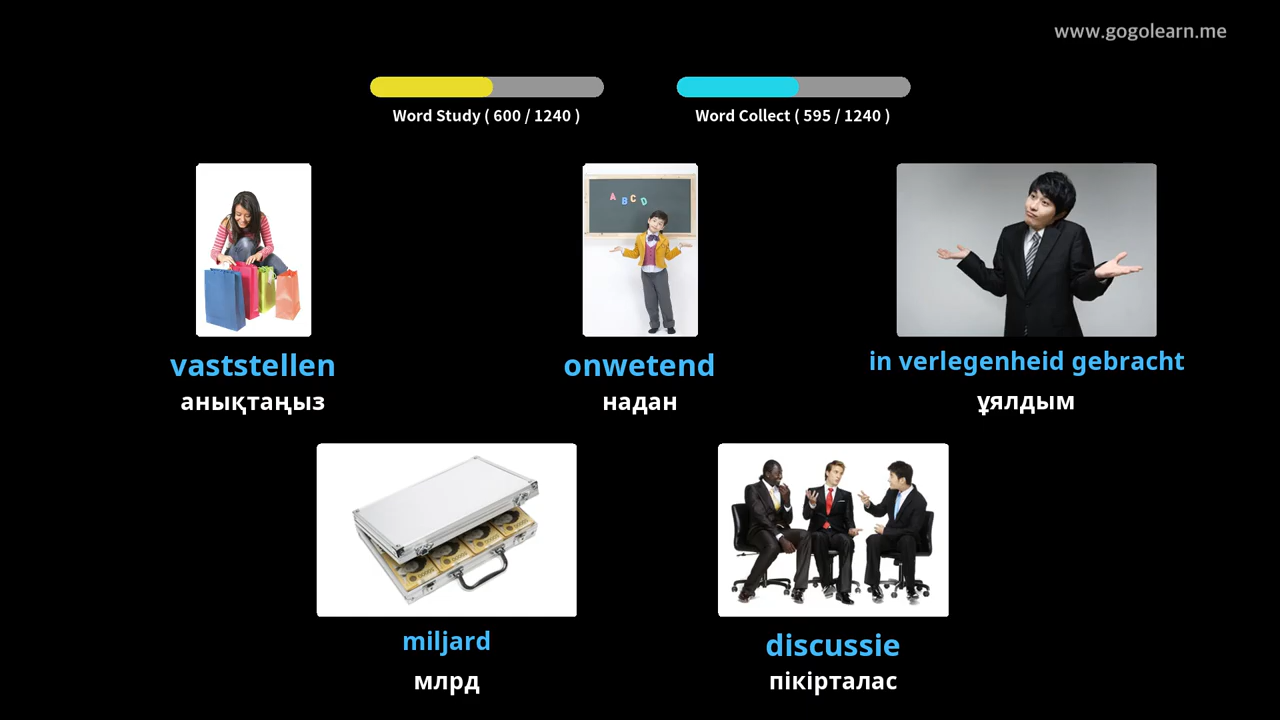 www.gogolearn.me
Word Study ( 600 / 1240 )
Word Collect ( 595 / 1240 )
A B C D
vaststellen
анықтаңыз
onwetend
надан
in verlegenheid gebracht
ұялдым
miljard
млрд
discussie
пікірталас